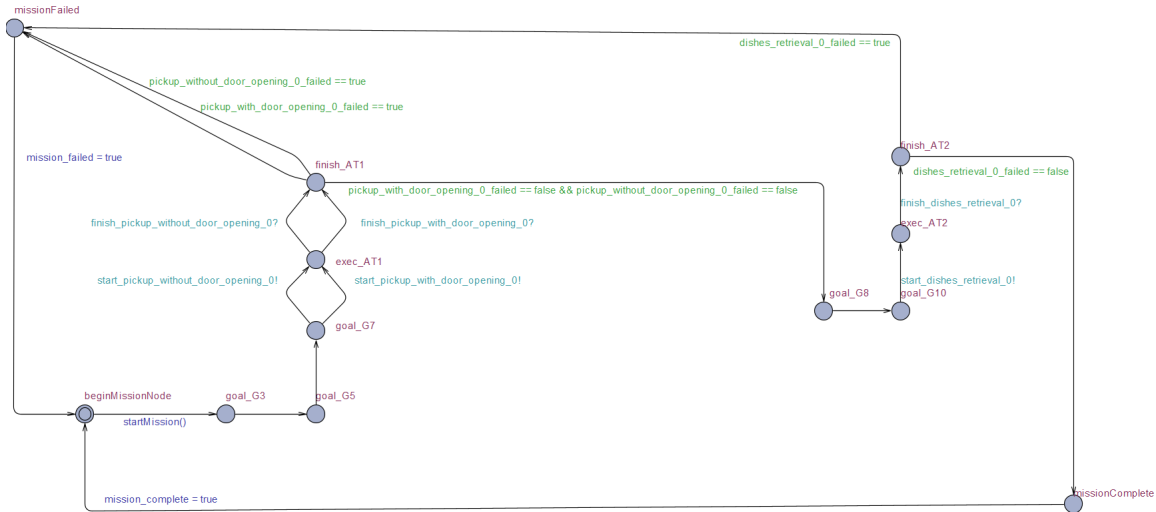 missionFailed
dishes_retrieval_0_failed == true
pickup_without_door_opening_0_failed == true
pickup_with_door_opening_0_failed == true
mission_failed = true
finish_AT1
finish_AT2
dishes_retrieval_0_failed == false
pickup_with_door_opening_0_failed == false && pickup_without_door_opening_0_failed == false
finish_dishes_retrieval_0?
finish_pickup_without_door_opening_0?
finish_pickup_with_door_opening_0?
exec_AT2
exec_AT1
start_pickup_without_door_opening_0!
start_pickup_with_door_opening_0!
start_dishes_retrieval_0!
goal_G8
goal_G10
goal_G7
beginMissionNode
goal_G3
goal_G5
startMission()
mission_complete = true
missionComplete